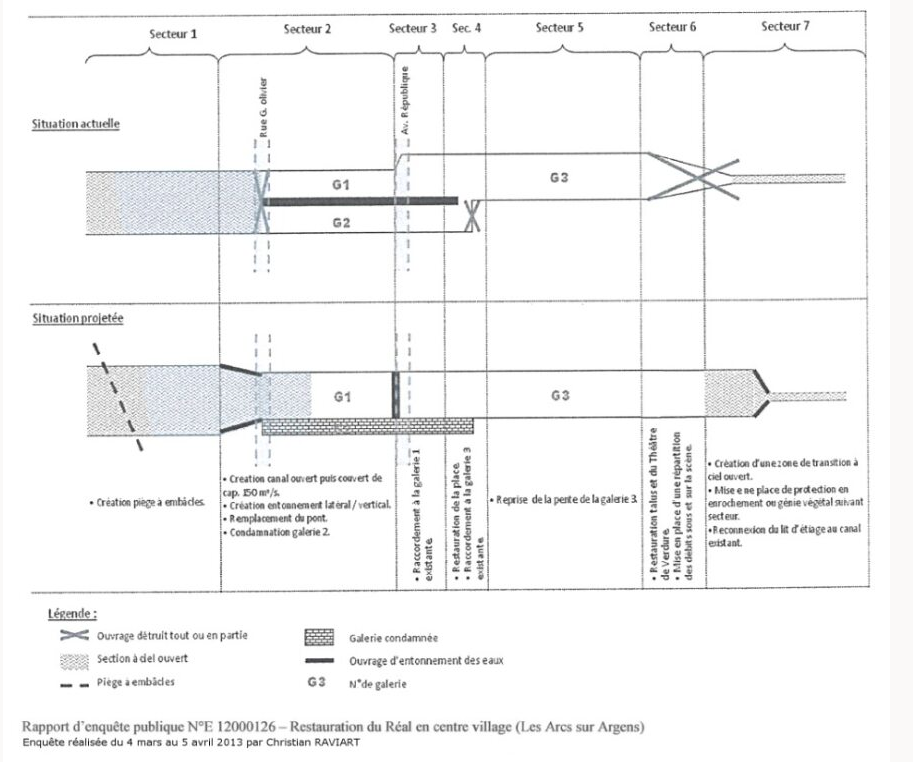 Secteur 1
Secteur 2
Secteur 3
Sec. 4
Secteur 5
Secteur 6
Secteur 7
Rue G. olivier
Av. République
Situation actuelle
G1
G2
G3
Situation projetée
G1
G3
• Création piège à embâcles.
• Creation canal ouvert puis couvert de
cap. 150 m³/s.
• Création entonnement latéral / vertical.
• Remplacement du pont.
• Condamnation galerie 2.
• Raccordement à la galerie 1
existante.
• Restauration de la place.
• Raccordement à la galerie 3
existante.
• Reprise de la pente de la galerie 3.
• Restauration talus et du Théâtre
de Verdure
• Mise en place d'une répartition
des débits sous et sur la scène.
• Création d'une zone de transition à
ciel ouvert.
• Mise e ne place de protection en
enrochement ou génie végétal suivant
secteur.
•Reconnexion du lit d'étiage au canal
existant.
Légende :
Ouvrage détruit tout ou en partie
Section à ciel ouvert
Piège a embâcles
Galerie condamnée
Ouvrage d'entonnement des eaux
G3 N°de galerie
Rapport d'enquête publique N°E 12000126 – Restauration du Réal en centre village (Les Arcs sur Argens)
Enquête réalisée du 4 mars au 5 avril 2013 par Christian RAVIART